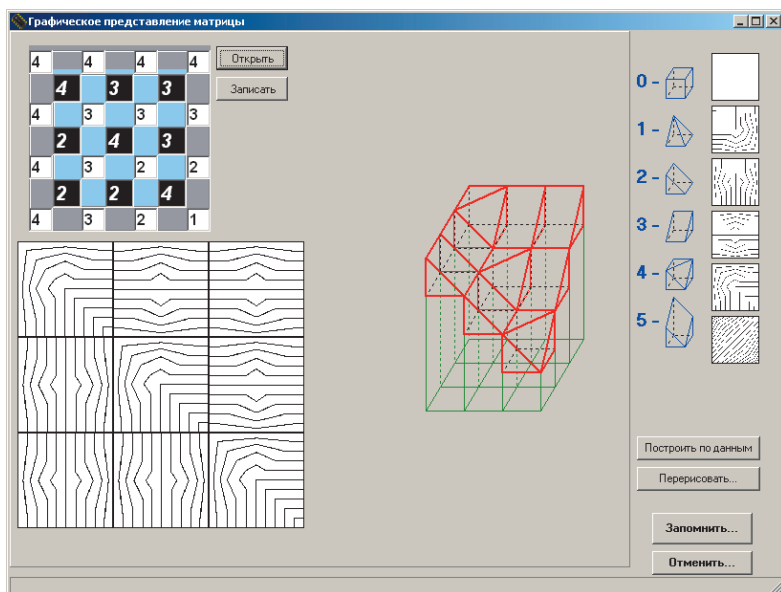 Графическое представление матрицы
4 4 4 4
4 3 3
4 3 3 3
2 4 3
4 3 2 2
2 2 4
4 3 2 1
Открыть
Записать
0 -
1 -
2 -
3 -
4 -
5 -
Построить по данным
Перерисовать...
Запомнить...
Отменить...